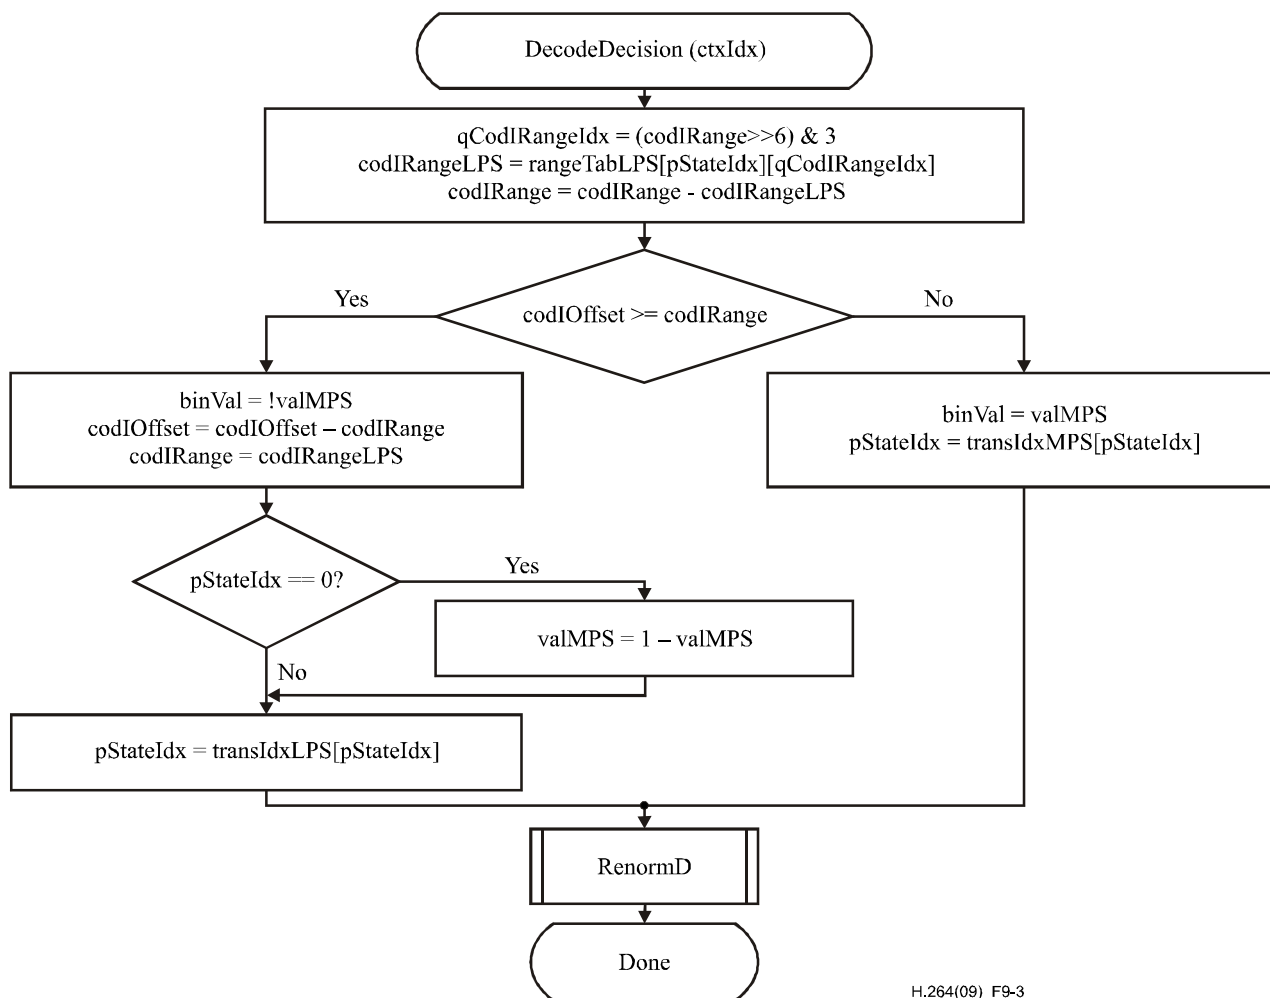 DecodeDecision (ctxIdx)
qCodIRangeIdx = (codIRange>>6) & 3
codIRangeLPS = rangeTabLPS[pStateIdx][qCodIRangeIdx]
codIRange = codIRange - codIRangeLPS
Yes
No
codIOffset >= codIRange
binVal = !valMPS
codIOffset = codIOffset – codIRange
codIRange = codIRangeLPS
binVal = valMPS
pStateIdx = transIdxMPS[pStateIdx]
pStateIdx == 0?
Yes
valMPS = 1 – valMPS
No
pStateIdx = transIdxLPS[pStateIdx]
RenormD
Done
H.264(09)_F9-3